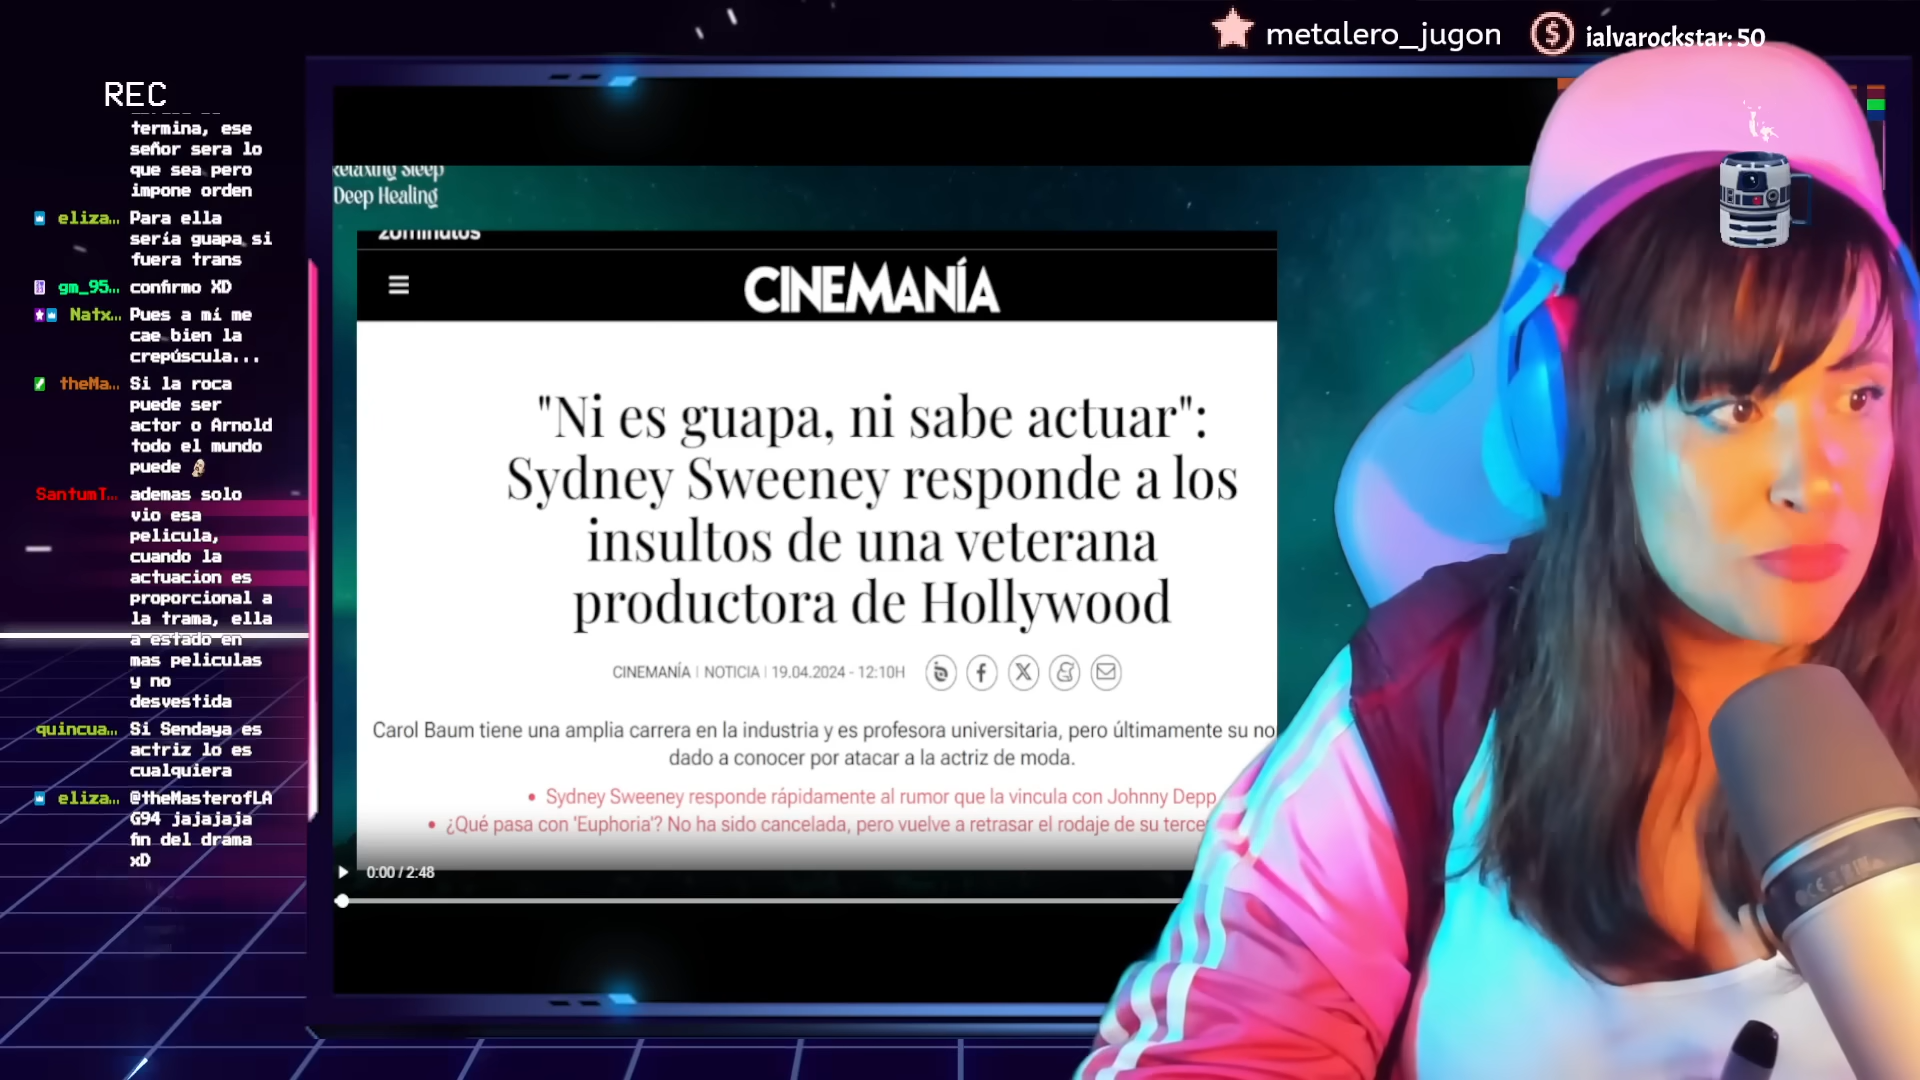 metalero_jugon
ialvarockstar: 50
REC
termina, ese
señor sera lo
que sea pero
impone orden
eliza... Para ella
sería guapa si
fuera trans
gm_95... confirmo XD
Natx... Pues a mí me
cae bien la
crepúscula...
theMa... Si la roca
puede ser
actor o Arnold
todo el mundo
puede
SantumT... ademas solo
vio esa
pelicula,
cuando la
actuacion es
proporcional a
la trama, ella
a estado en
mas peliculas
y no
desvestida
quincua... Si Sendaya es
actriz lo es
cualquiera
eliza... @theMasterofLA
G94 jajajaja
fin del drama
xD
Relaxing Sleep
Deep Healing
20minutos
CINEMANÍA
"Ni es guapa, ni sabe actuar":
Sydney Sweeney responde a los
insultos de una veterana
productora de Hollywood
CINEMANÍA | NOTICIA | 19.04.2024 - 12:10H
Carol Baum tiene una amplia carrera en la industria y es profesora universitaria, pero últimamente su no
dado a conocer por atacar a la actriz de moda.
• Sydney Sweeney responde rápidamente al rumor que la vincula con Johnny Depp
• ¿Qué pasa con 'Euphoria'? No ha sido cancelada, pero vuelve a retrasar el rodaje de su terce
0:00 / 2:48